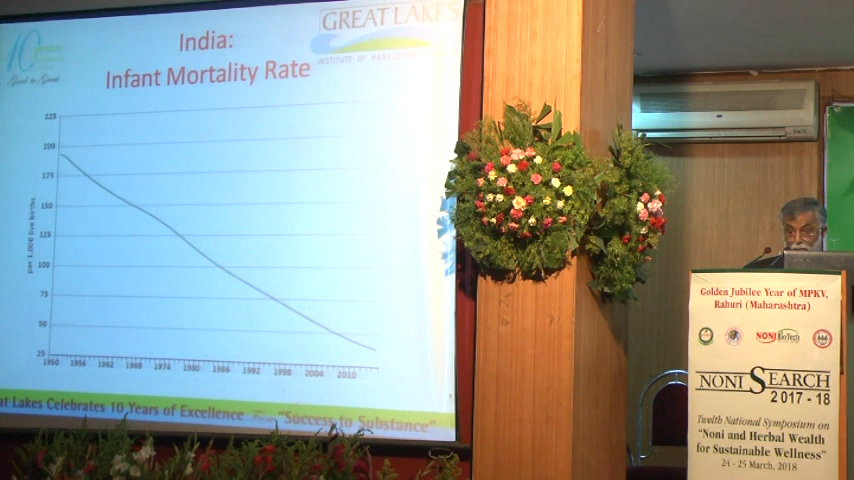 10
Good to Great
GREAT LAKES
INSTITUTE OF MANAGEMENT
India:
Infant Mortality Rate
per 1,000 live births
225
200
175
150
125
100
75
50
25
1950 1956 1962 1968 1974 1980 1986 1992 1998 2004 2010
at Lakes Celebrates 10 Years of Excellence
"Success to Substance"
Golden Jubilee Year of MPKV,
Rahuri (Maharashtra)
NONI BioTech
NONI SEARCH
2017 - 18
Twelth National Symposium on
"Noni and Herbal Wealth
for Sustainable Wellness"
24 - 25 March, 2018